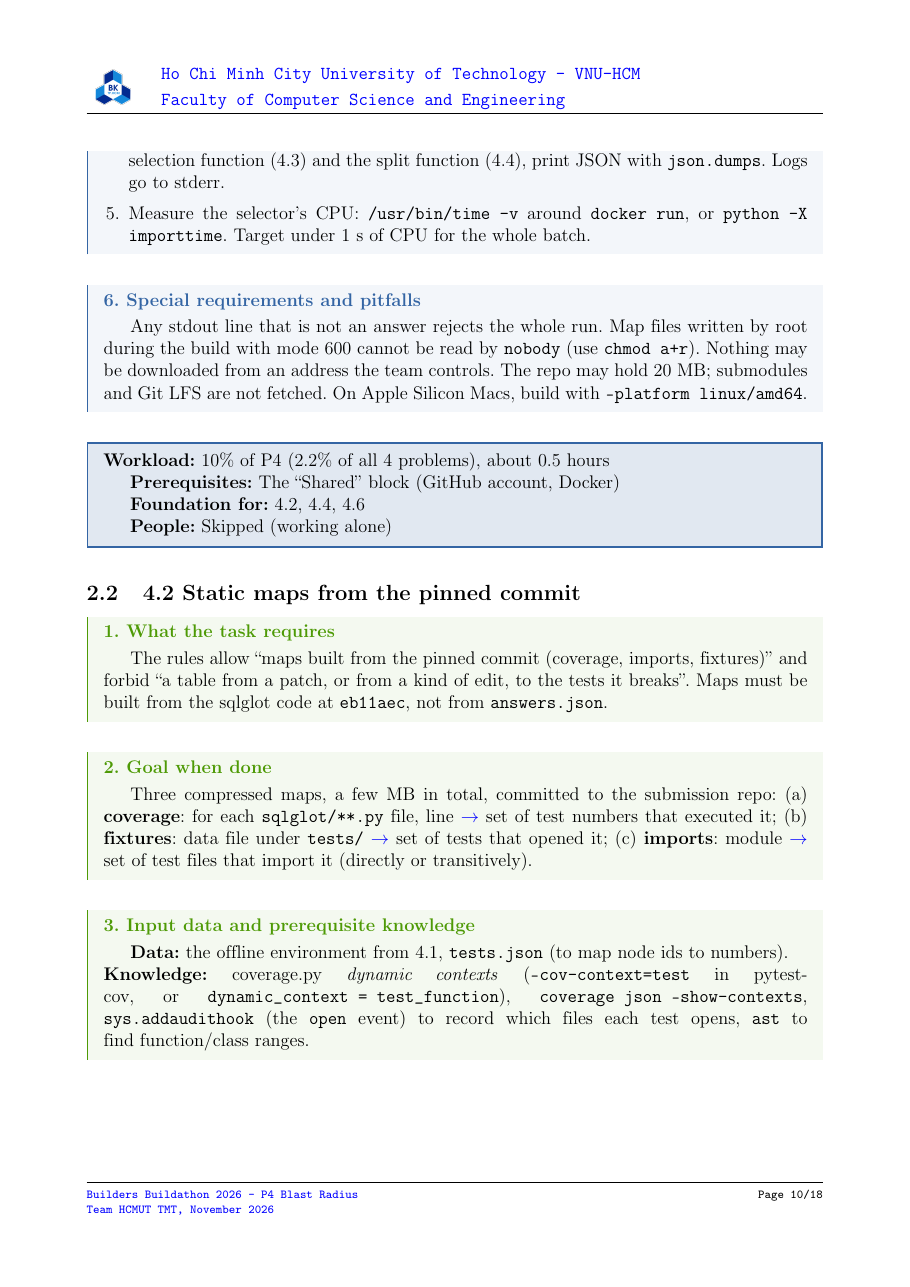 BK
Ho Chi Minh City University of Technology - VNU-HCM
Faculty of Computer Science and Engineering
selection function (4.3) and the split function (4.4), print JSON with json.dumps. Logs
go to stderr.
5. Measure the selector's CPU: /usr/bin/time -v around docker run, or python -X
importtime. Target under 1 s of CPU for the whole batch.
6. Special requirements and pitfalls
Any stdout line that is not an answer rejects the whole run. Map files written by root
during the build with mode 600 cannot be read by nobody (use chmod a+r). Nothing may
be downloaded from an address the team controls. The repo may hold 20 MB; submodules
and Git LFS are not fetched. On Apple Silicon Macs, build with -platform linux/amd64.
Workload: 10% of P4 (2.2% of all 4 problems), about 0.5 hours
Prerequisites: The “Shared” block (GitHub account, Docker)
Foundation for: 4.2, 4.4, 4.6
People: Skipped (working alone)
2.2 4.2 Static maps from the pinned commit
1. What the task requires
The rules allow “maps built from the pinned commit (coverage, imports, fixtures)” and
forbid “a table from a patch, or from a kind of edit, to the tests it breaks”. Maps must be
built from the sqlglot code at eb11aec, not from answers.json.
2. Goal when done
Three compressed maps, a few MB in total, committed to the submission repo: (a)
coverage: for each sqlglot/**.py file, line → set of test numbers that executed it; (b)
fixtures: data file under tests/ → set of tests that opened it; (c) imports: module →
set of test files that import it (directly or transitively).
3. Input data and prerequisite knowledge
Data: the offline environment from 4.1, tests.json (to map node ids to numbers).
Knowledge: coverage.py dynamic contexts (-cov-context=test in pytest-
cov, or dynamic_context = test_function), coverage json -show-contexts,
sys.addaudithook (the open event) to record which files each test opens, ast to
find function/class ranges.
Builders Buildathon 2026 - P4 Blast Radius
Team HCMUT TMT, November 2026
Page 10/18